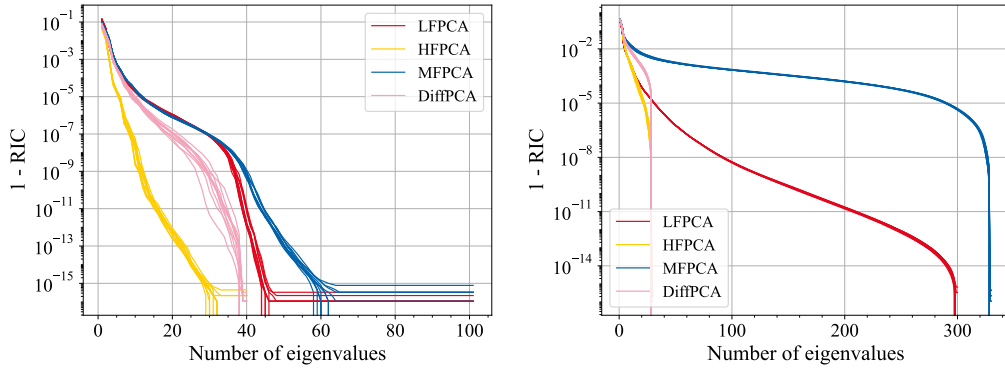 10⁻¹
10⁻³
10⁻⁵
10⁻⁷
10⁻⁹
10⁻¹¹
10⁻¹³
10⁻¹⁵
1 - RIC
0 20 40 60 80 100
Number of eigenvalues
LFPCA
HFPCA
MFPCA
DiffPCA
10⁻²
10⁻⁵
10⁻⁸
10⁻¹¹
10⁻¹⁴
1 - RIC
0 100 200 300
Number of eigenvalues
LFPCA
HFPCA
MFPCA
DiffPCA